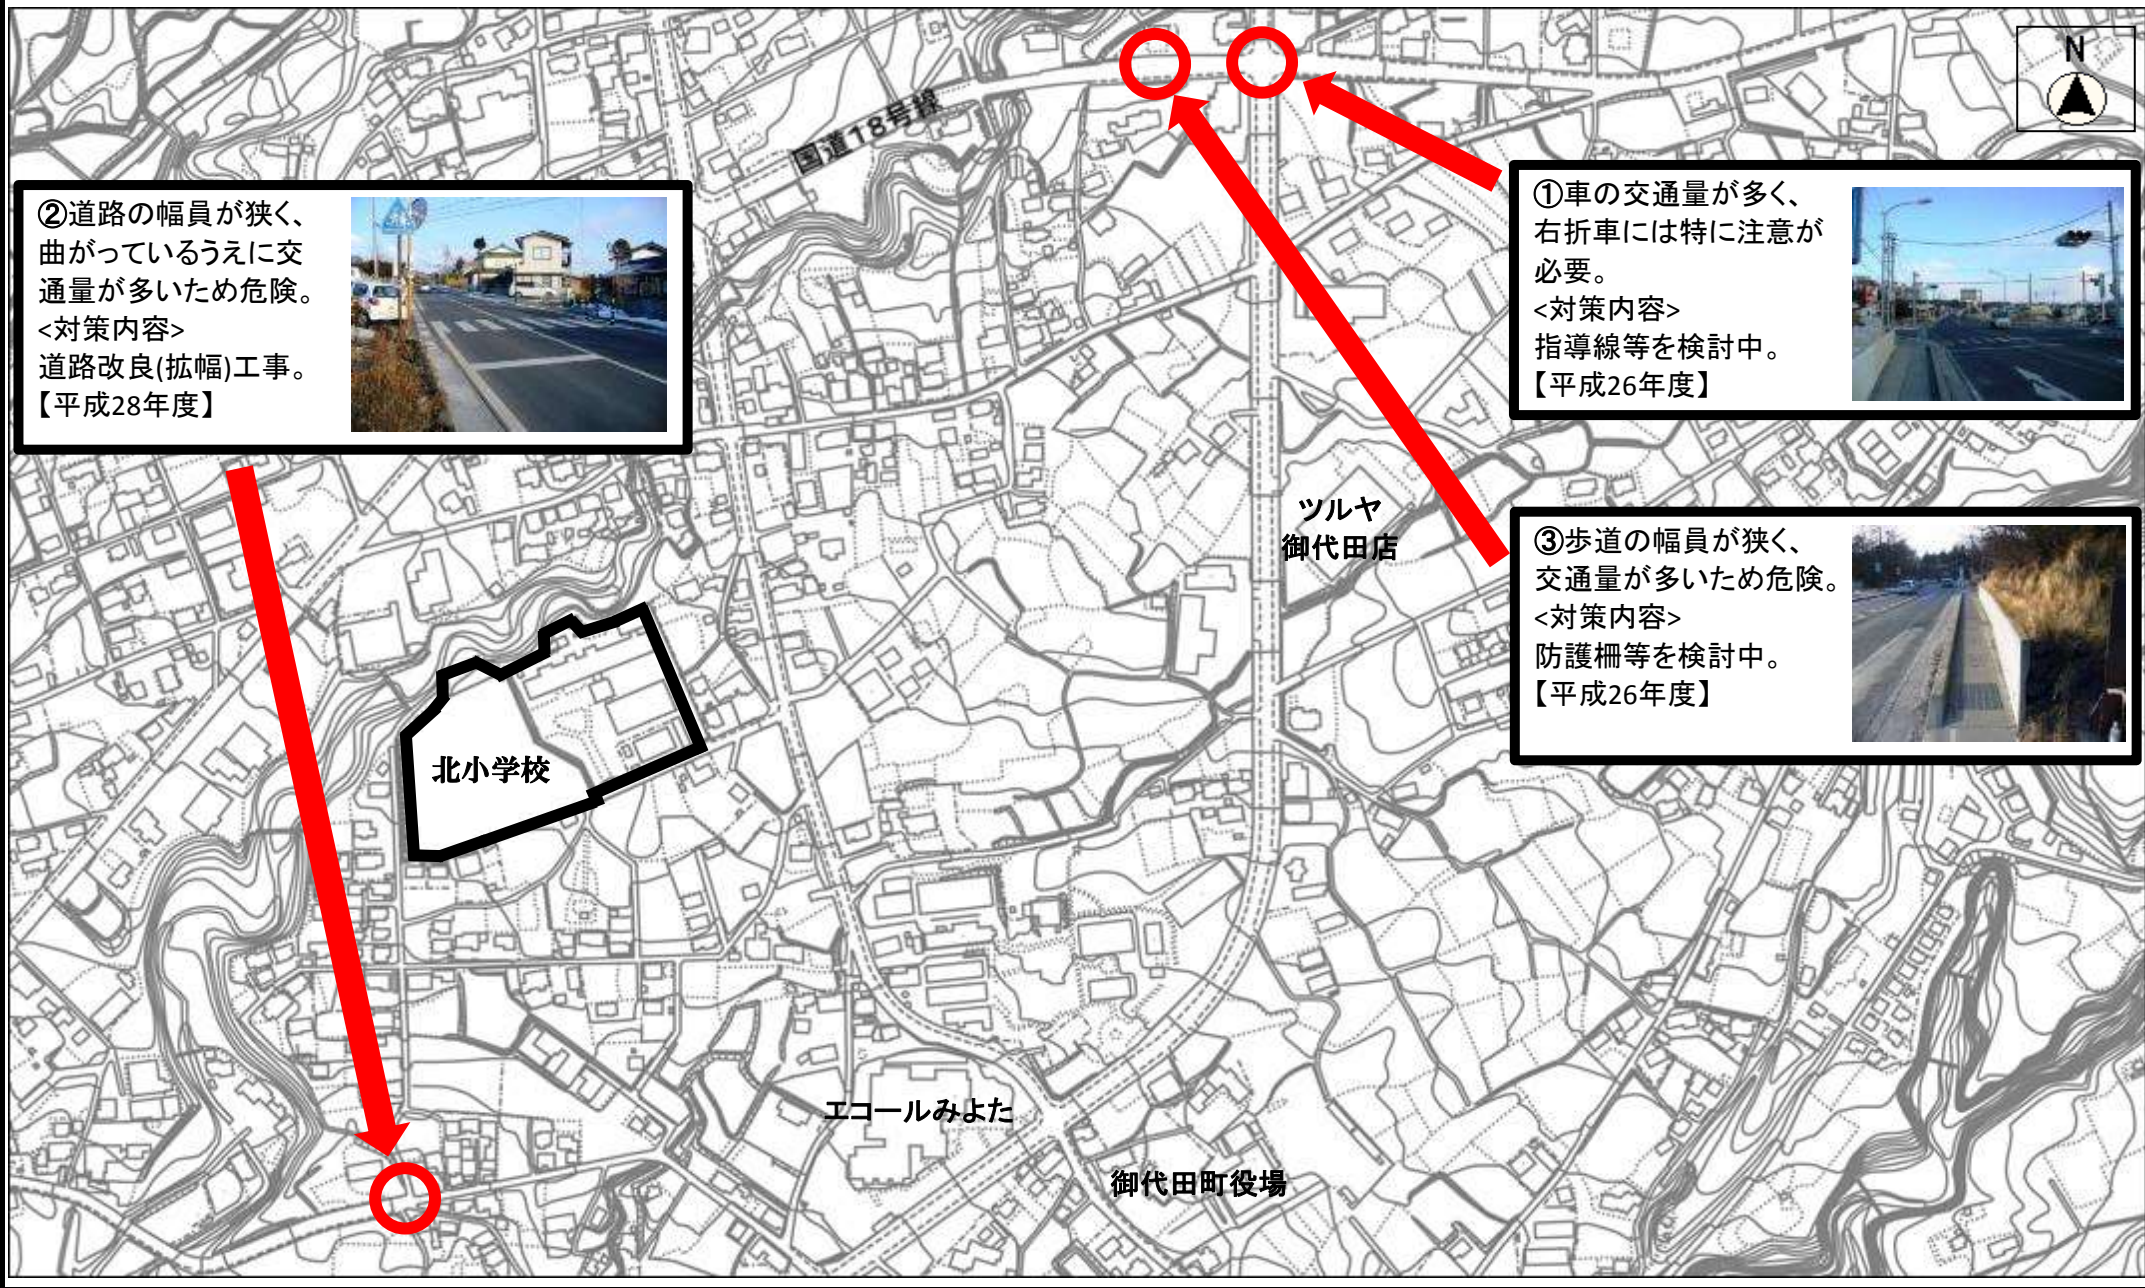 N
国道18号線
②道路の幅員が狭く、
曲がっているうえに交
通量が多いため危険。
<対策内容>
道路改良(拡幅)工事。
【平成28年度】
①車の交通量が多く、
右折車には特に注意が
必要。
<対策内容>
指導線等を検討中。
【平成26年度】
ツルヤ
御代田店
③歩道の幅員が狭く、
交通量が多いため危険。
<対策内容>
防護柵等を検討中。
【平成26年度】
北小学校
エコールみよた
御代田町役場